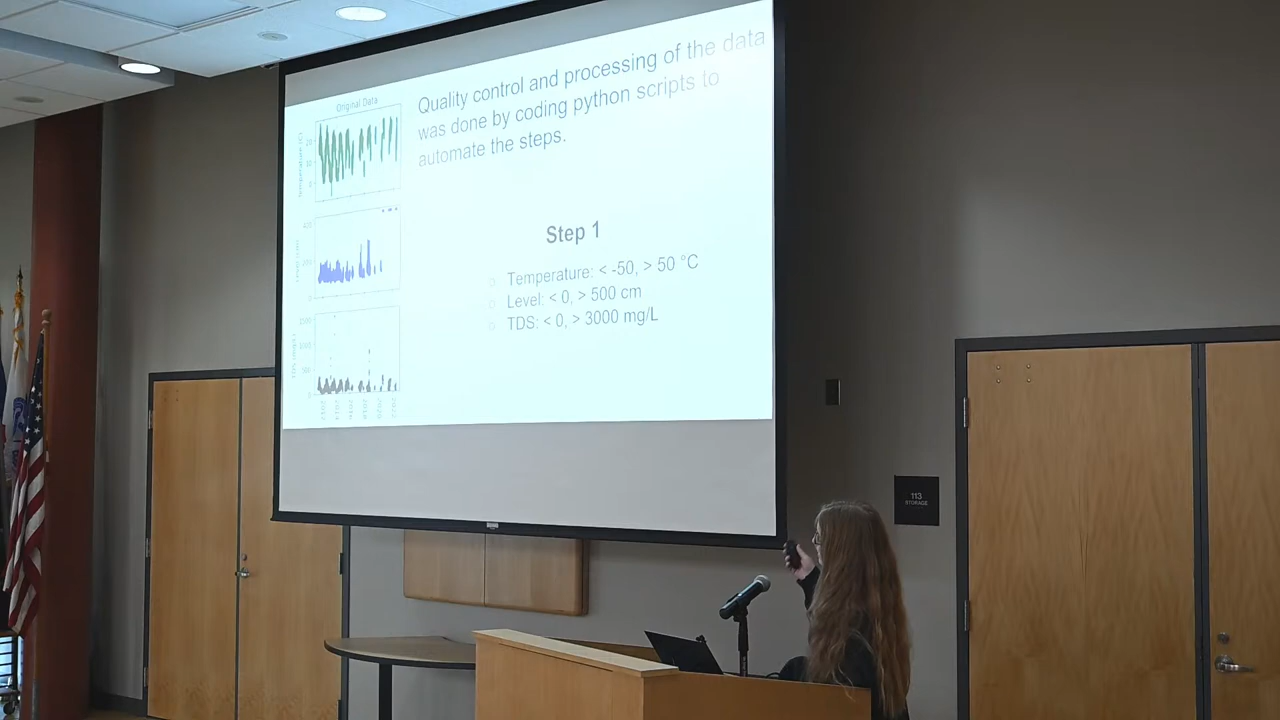 Original Data
Quality control and processing of the data
was done by coding python scripts to
automate the steps.
Step 1
Temperature: < -50, > 50 °C
Level: < 0, > 500 cm
TDS: < 0, > 3000 mg/L
Temperature (C)
113
STORAGE